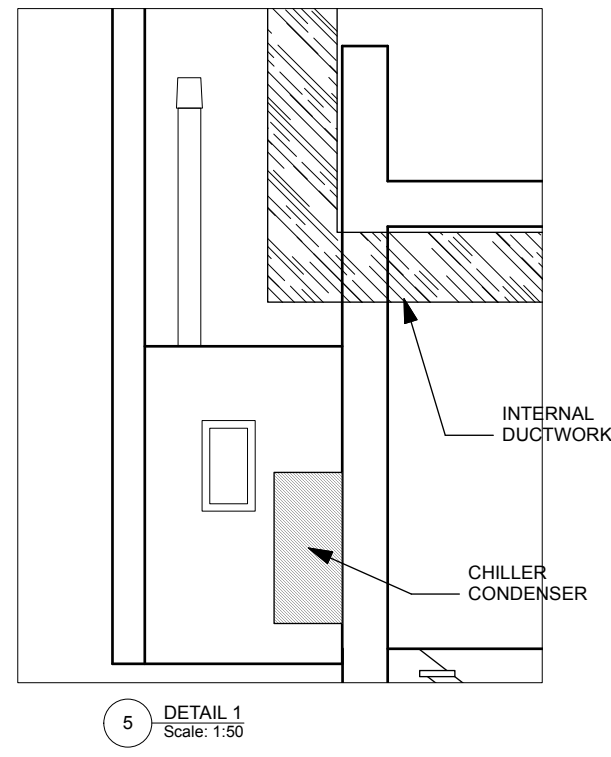 INTERNAL
DUCTWORK
CHILLER
CONDENSER
5
DETAIL 1
Scale: 1:50